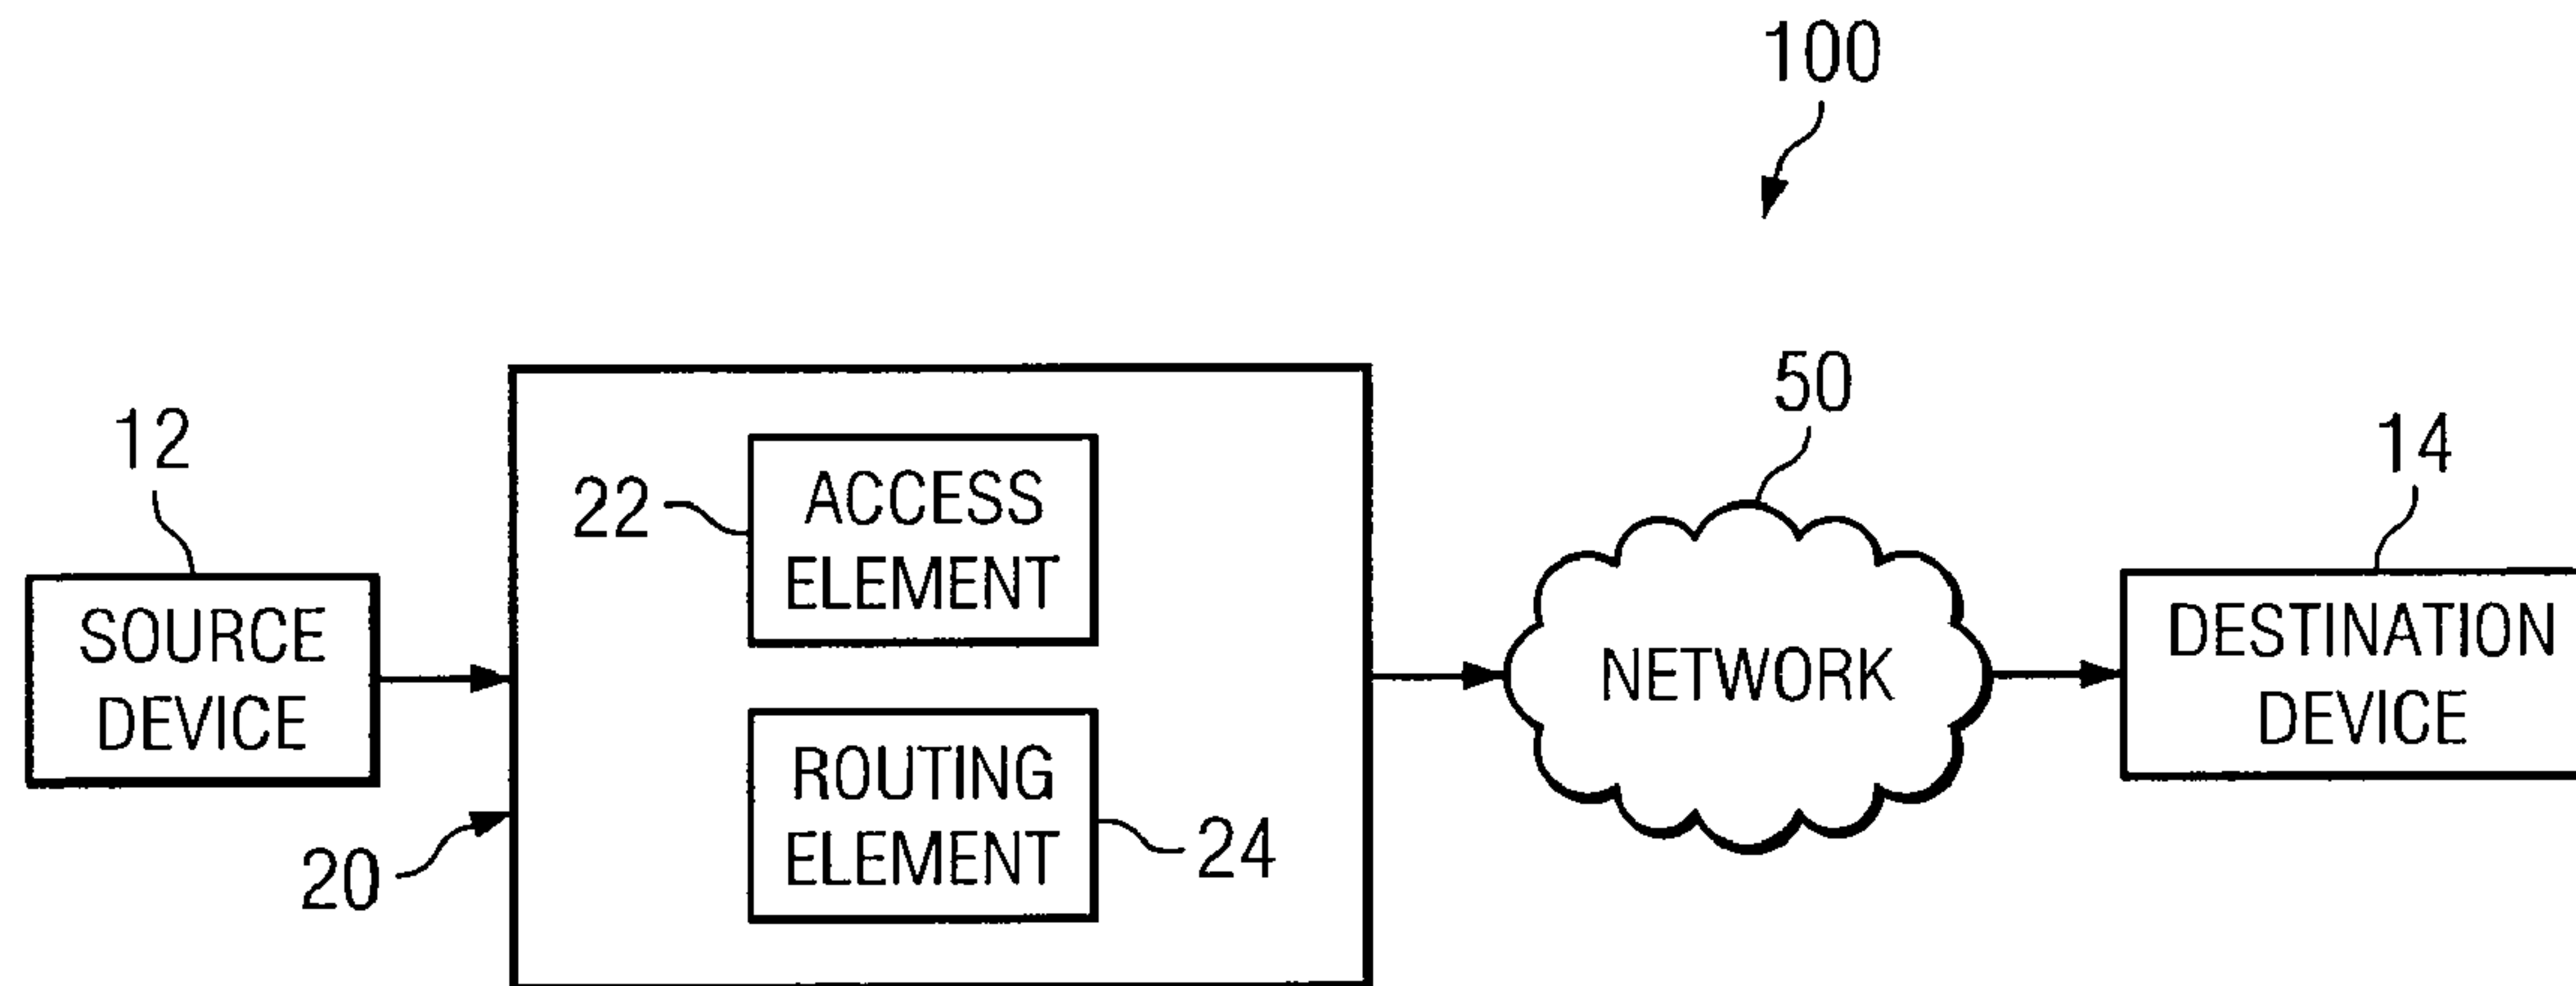 100
12
SOURCE
DEVICE
20
22
ACCESS
ELEMENT
ROUTING
ELEMENT
24
50
NETWORK
14
DESTINATION
DEVICE